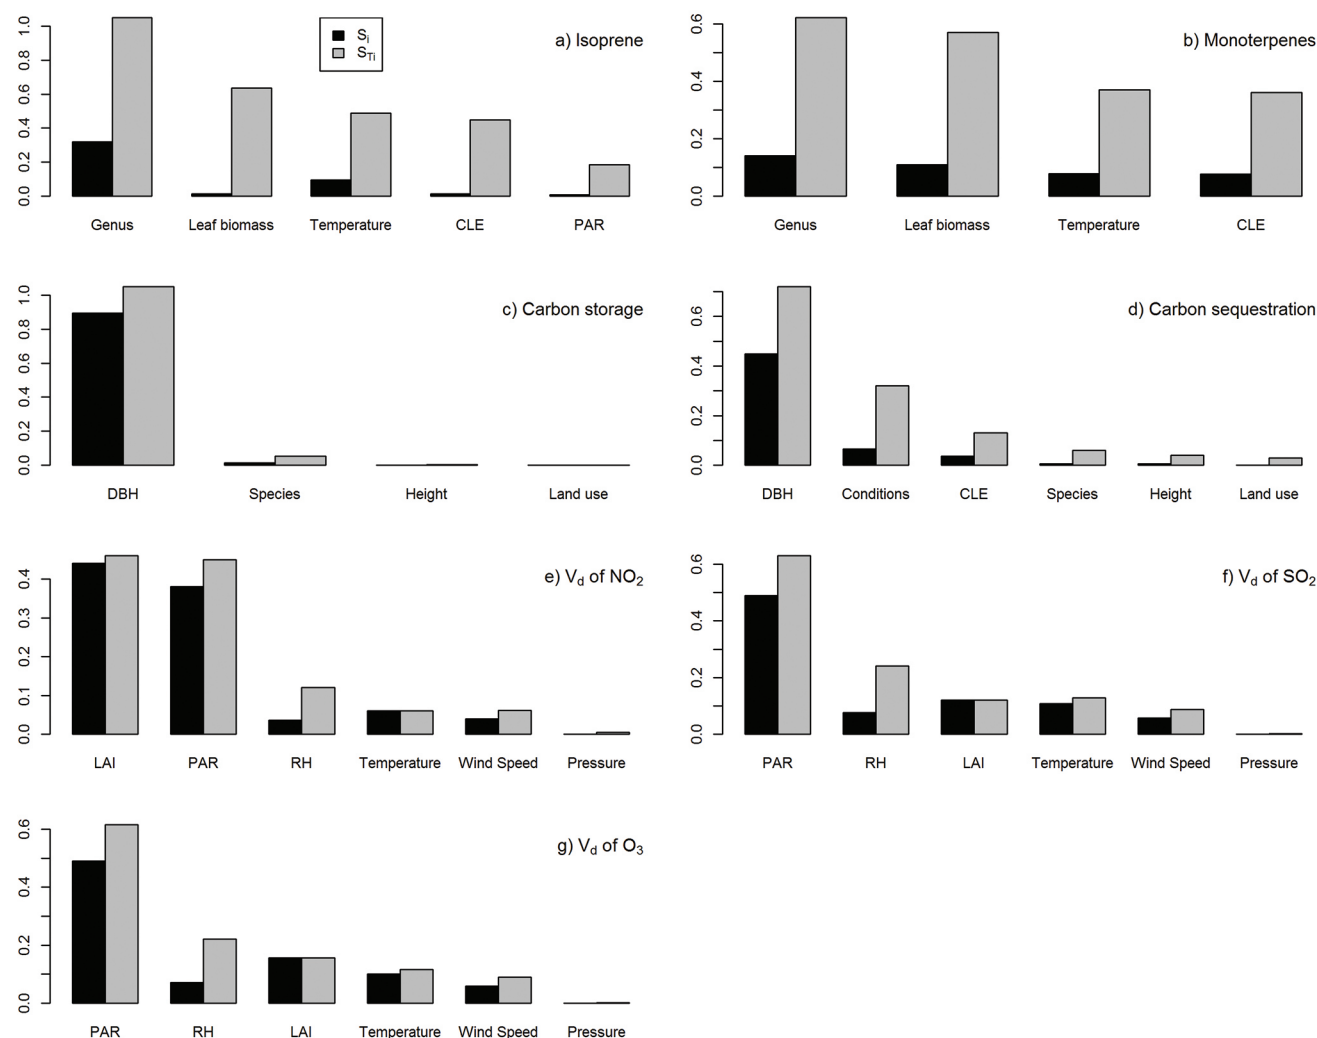 a) Isoprene
Si
STi
0.0 0.2 0.4 0.6 0.8 1.0
Genus Leaf biomass Temperature CLE PAR
b) Monoterpenes
0.0 0.2 0.4 0.6
Genus Leaf biomass Temperature CLE
c) Carbon storage
0.0 0.2 0.4 0.6 0.8 1.0
DBH Species Height Land use
d) Carbon sequestration
0.0 0.2 0.4 0.6
DBH Conditions CLE Species Height Land use
e) Vd of NO2
0.0 0.1 0.2 0.3 0.4
LAI PAR RH Temperature Wind Speed Pressure
f) Vd of SO2
0.0 0.2 0.4 0.6
PAR RH LAI Temperature Wind Speed Pressure
g) Vd of O3
0.0 0.2 0.4 0.6
PAR RH LAI Temperature Wind Speed Pressure